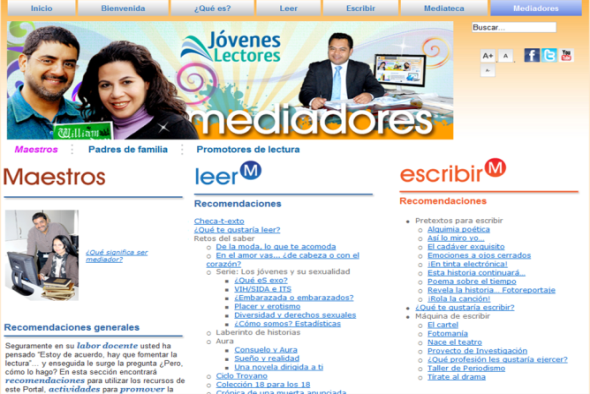 Inicio
Bienvenida
¿Qué es?
Leer
Escribir
Mediateca
Mediadores
Jóvenes
Lectores
Buscar...
A+
A
A-
You
William
mediadores
Maestros
Padres de familia
Promotores de lectura
Maestros
¿Qué significa ser
mediador?
Recomendaciones generales
Seguramente en su labor docente usted ha
pensado "Estoy de acuerdo, hay que fomentar la
lectura"... y enseguida le surge la pregunta ¿Pero,
cómo lo hago? En esta sección encontrará
recomendaciones para utilizar los recursos de
este Portal, actividades para promover la
leer M
Recomendaciones
Checa-t-exto
¿Qué te gustaría leer?
Retos del saber
De la moda, lo que te acomoda
En el amor vas... ¿de cabeza o con el
corazón?
Serie: Los jóvenes y su sexualidad
¿Qué eS exo?
VIH/SIDA e ITS
¿Embarazada o embarazados?
Placer y erotismo
Diversidad y derechos sexuales
¿Cómo somos? Estadísticas
Laberinto de historias
Aura
Consuelo y Aura
Sueño y realidad
Una novela dirigida a ti
Ciclo Troyano
Colección 18 para los 18
Crónica de una muerta anunciada
escribir M
Recomendaciones
Pretextos para escribir
Alquimia poética
Así lo miro yo...
El cadáver exquisito
Emociones a ojos cerrados
¡En tinta electrónica!
Esta historia continuará...
Poema sobre el tiempo
Revela la historia... Fotoreportaje
¡Rola la canción!
¿Qué te gustaría escribir?
Máquina de escribir
El cartel
Fotomanía
Nace el teatro
Proyecto de Investigación
¿Qué profesión les gustaría ejercer?
Taller de Periodismo
Tírate al drama